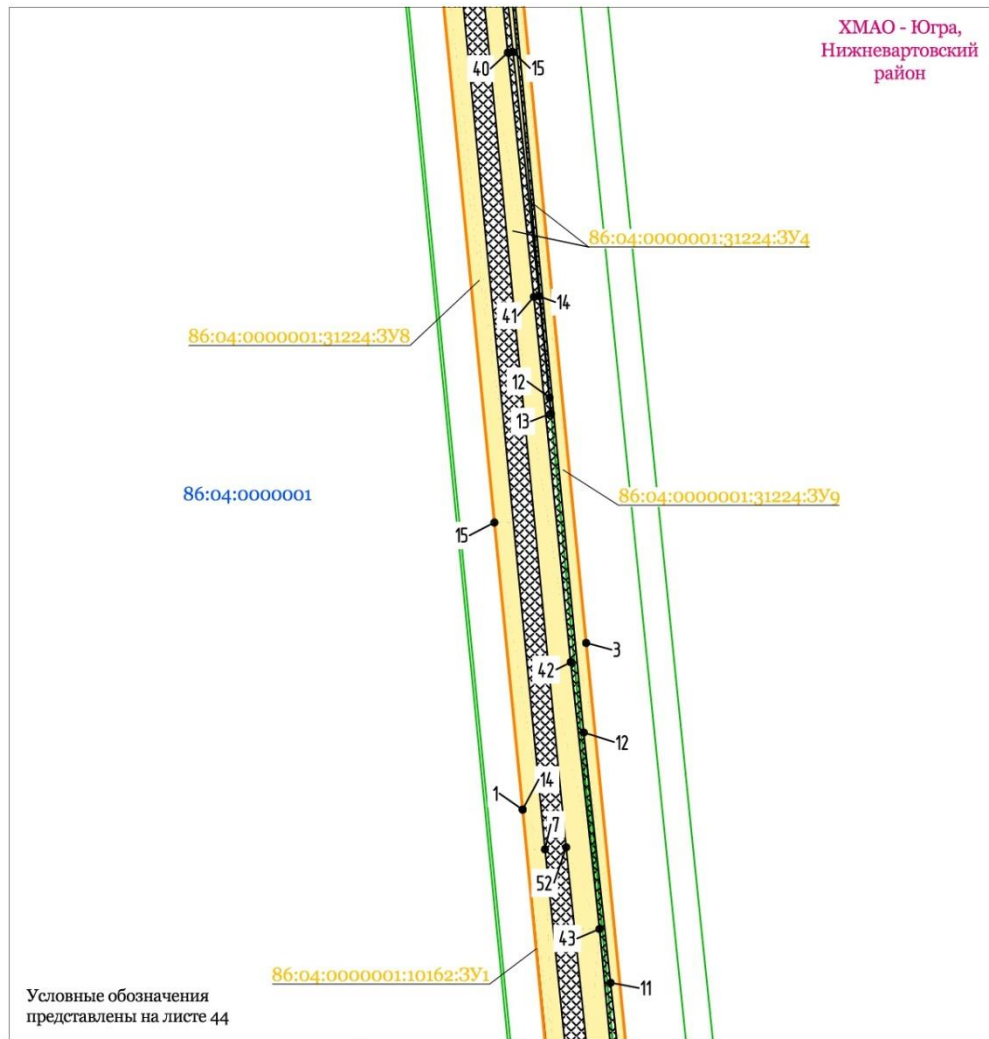 ХМАО - Югра,
Нижневартовский
район
40
15
86:04:0000001:31224:ЗУ4
41
14
86:04:0000001:31224:ЗУ8
12
13
86:04:0000001
86:04:0000001:31224:ЗУ9
15
3
42
12
14
1
7
52
43
86:04:0000001:10162:ЗУ1
11
Условные обозначения
представлены на листе 44